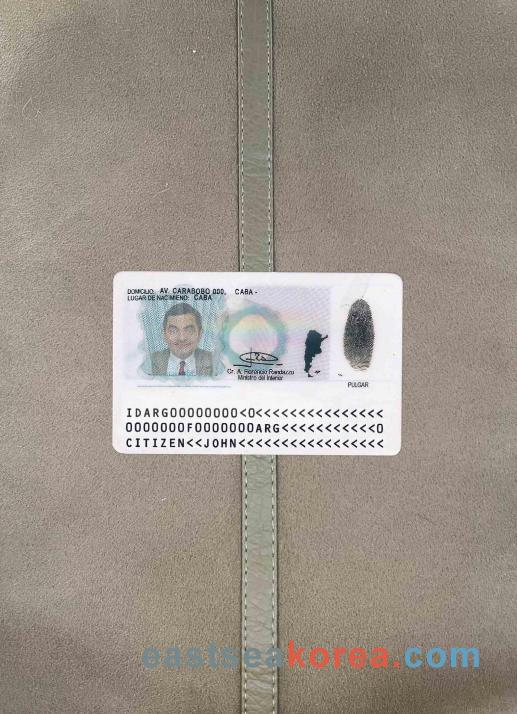 DOMICILIO: AV. CARABOBO 000, CABA -
LUGAR DE NACIMIENO: CABA
Cr. A. Florencio Randazzo
Ministro del Interior
PULGAR
IDARG00000000<0<<<<<<<<<<<<<<<
0000000F0000000ARG<<<<<<<<<<<0
CITIZEN<<JOHN<<<<<<<<<<<<<<<<<
eastseakorea.com